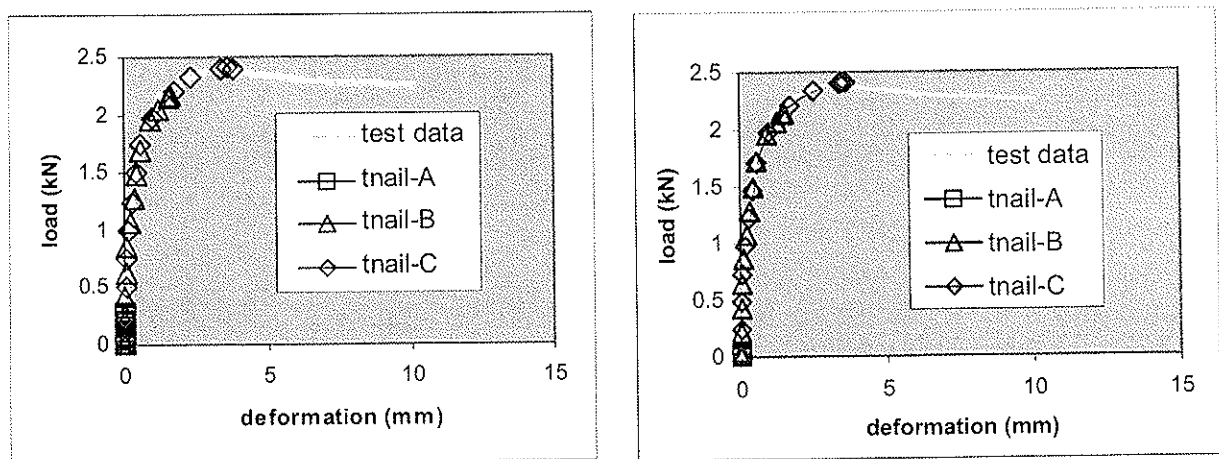 2.5
2
1.5
1
0.5
0
0
5
10
15
load (kN)
deformation (mm)
test data
tnail-A
tnail-B
tnail-C
2.5
2
1.5
1
0.5
0
0
5
10
15
load (kN)
deformation (mm)
test data
tnail-A
tnail-B
tnail-C